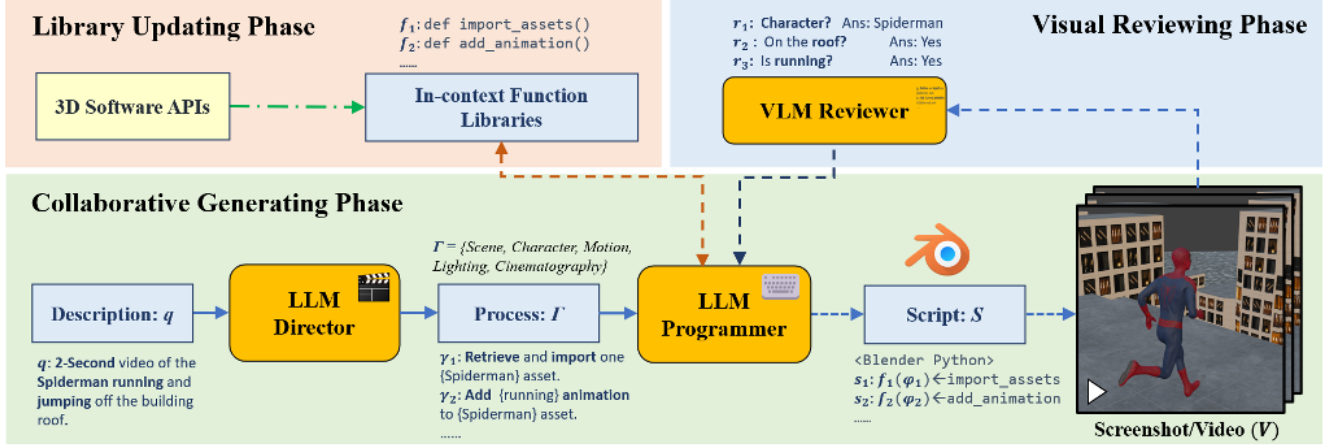 Library Updating Phase
f₁: def import_assets()
f₂: def add_animation()
......
3D Software APIs
In-context Function
Libraries
Visual Reviewing Phase
r₁: Character? Ans: Spiderman
r₂: On the roof? Ans: Yes
r₃: Is running? Ans: Yes
VLM Reviewer
Collaborative Generating Phase
Γ = {Scene, Character, Motion,
Lighting, Cinematography}
Description: q
LLM
Director
Process: Γ
LLM
Programmer
Script: S
q: 2-Second video of the
Spiderman running and
jumping off the building
roof.
γ₁: Retrieve and import one
{Spiderman} asset.
γ₂: Add {running} animation
to {Spiderman} asset.
......
<Blender Python>
s₁: f₁(φ₁)←import_assets
s₂: f₂(φ₂)←add_animation
......
Screenshot/Video (V)